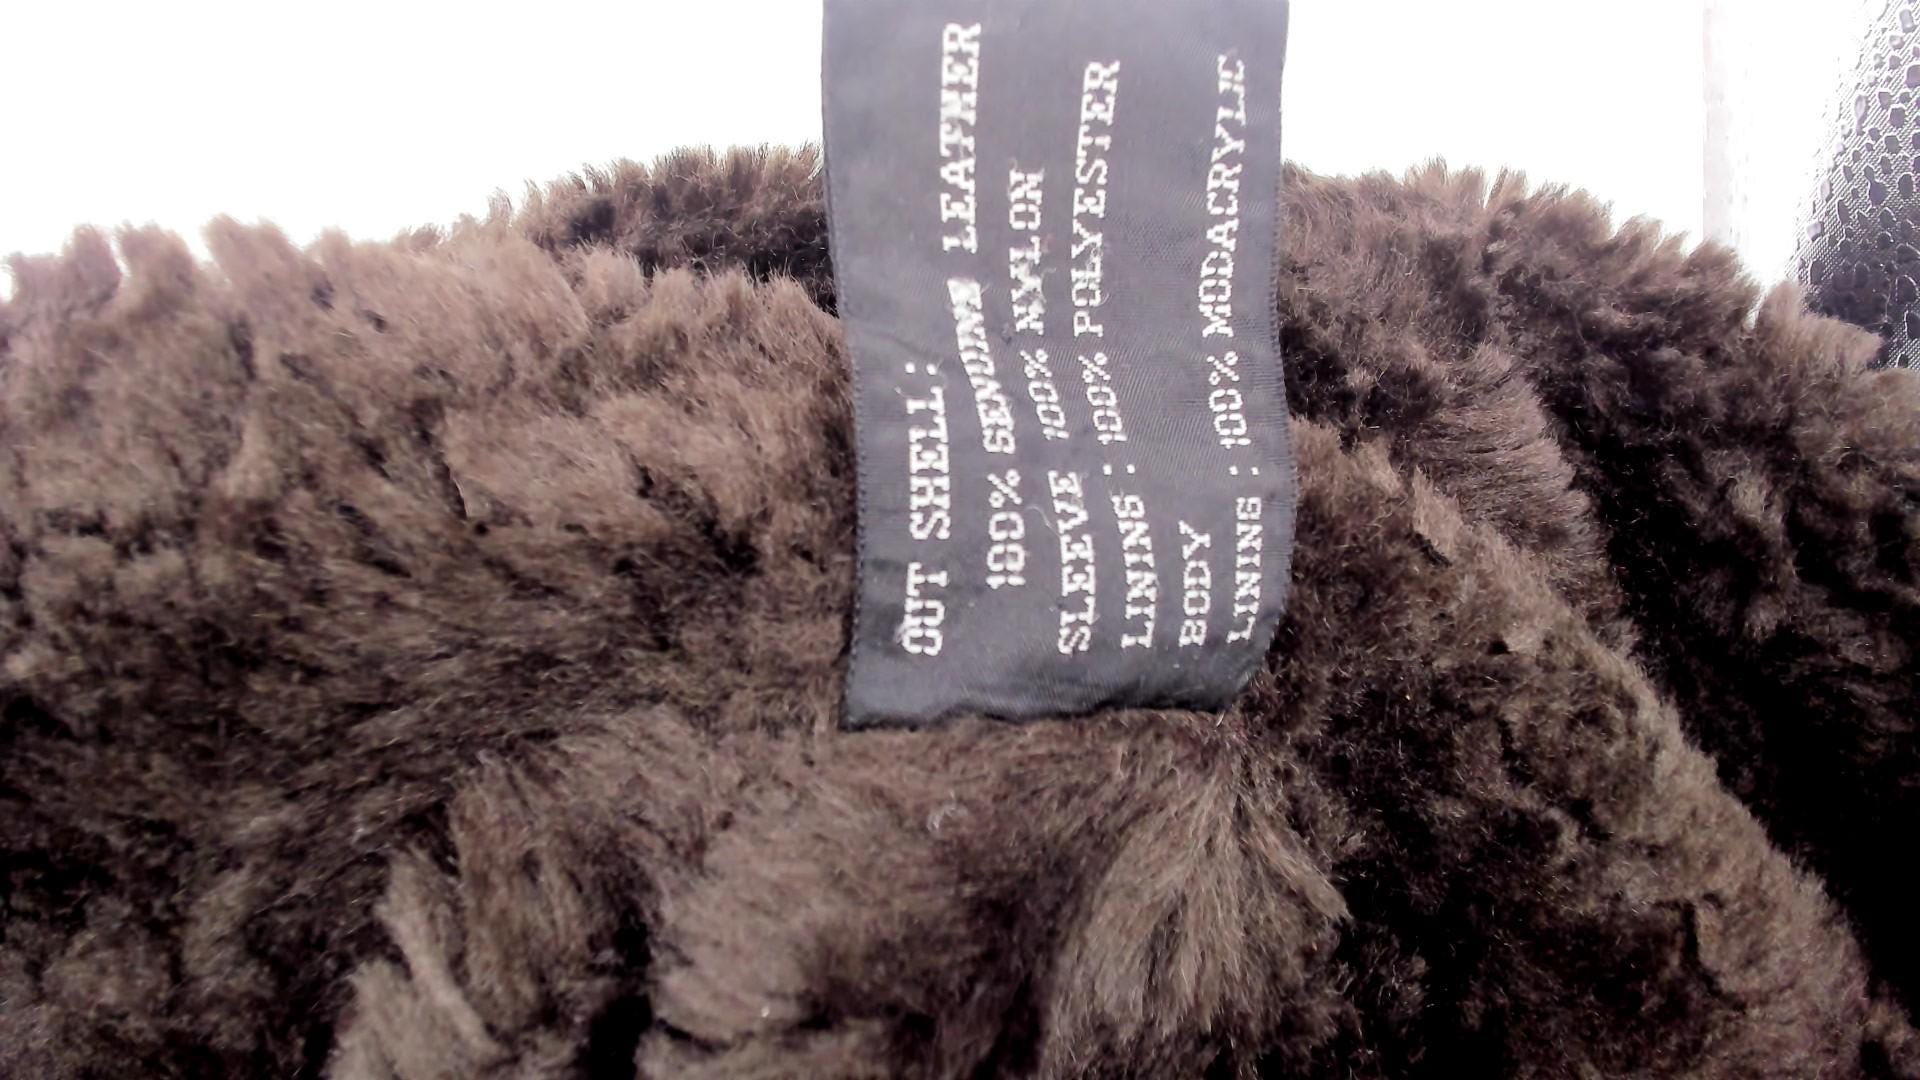 OUT SHELL:
100% GENUINE LEATHER
SLEEVE 100% NYLON
LINING : 100% POLYESTER
BODY
LINING : 100% MODACRYLIC